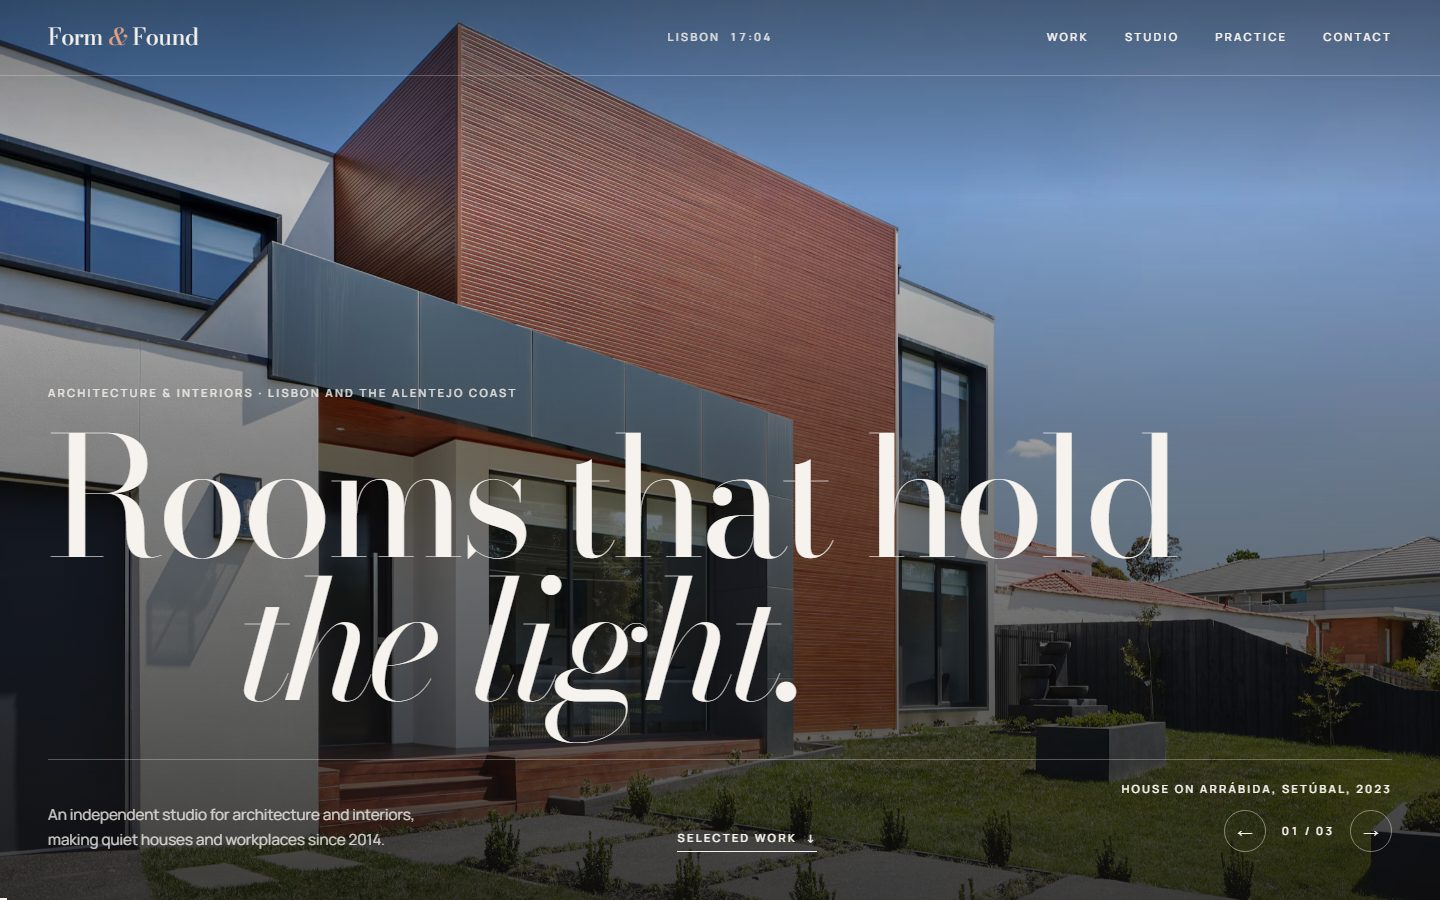 Form & Found
LISBON 17:04
WORK
STUDIO
PRACTICE
CONTACT
ARCHITECTURE & INTERIORS · LISBON AND THE ALENTEJO COAST
Rooms that hold
the light.
An independent studio for architecture and interiors,
making quiet houses and workplaces since 2014.
SELECTED WORK ↓
HOUSE ON ARRÁBIDA, SETÚBAL, 2023
← 01 / 03 →